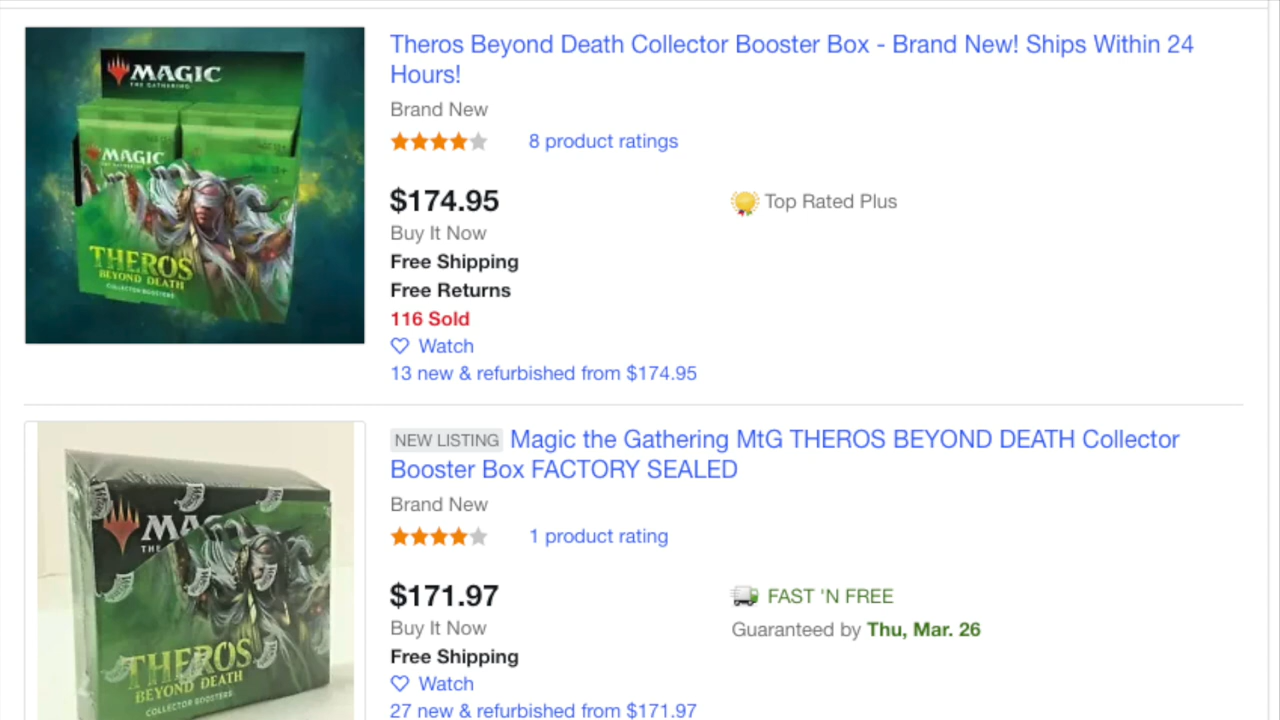 MAGIC
THE GATHERING
MAGIC
THEROS
BEYOND DEATH
COLLECTOR BOOSTERS
Theros Beyond Death Collector Booster Box - Brand New! Ships Within 24
Hours!
Brand New
8 product ratings
$174.95
Top Rated Plus
Buy It Now
Free Shipping
Free Returns
116 Sold
Watch
13 new & refurbished from $174.95
MA
THE
THEROS
BEYOND DEATH
COLLECTOR BOOSTERS
NEW LISTING Magic the Gathering MtG THEROS BEYOND DEATH Collector
Booster Box FACTORY SEALED
Brand New
1 product rating
$171.97
FAST 'N FREE
Buy It Now
Guaranteed by Thu, Mar. 26
Free Shipping
Watch
27 new & refurbished from $171.97